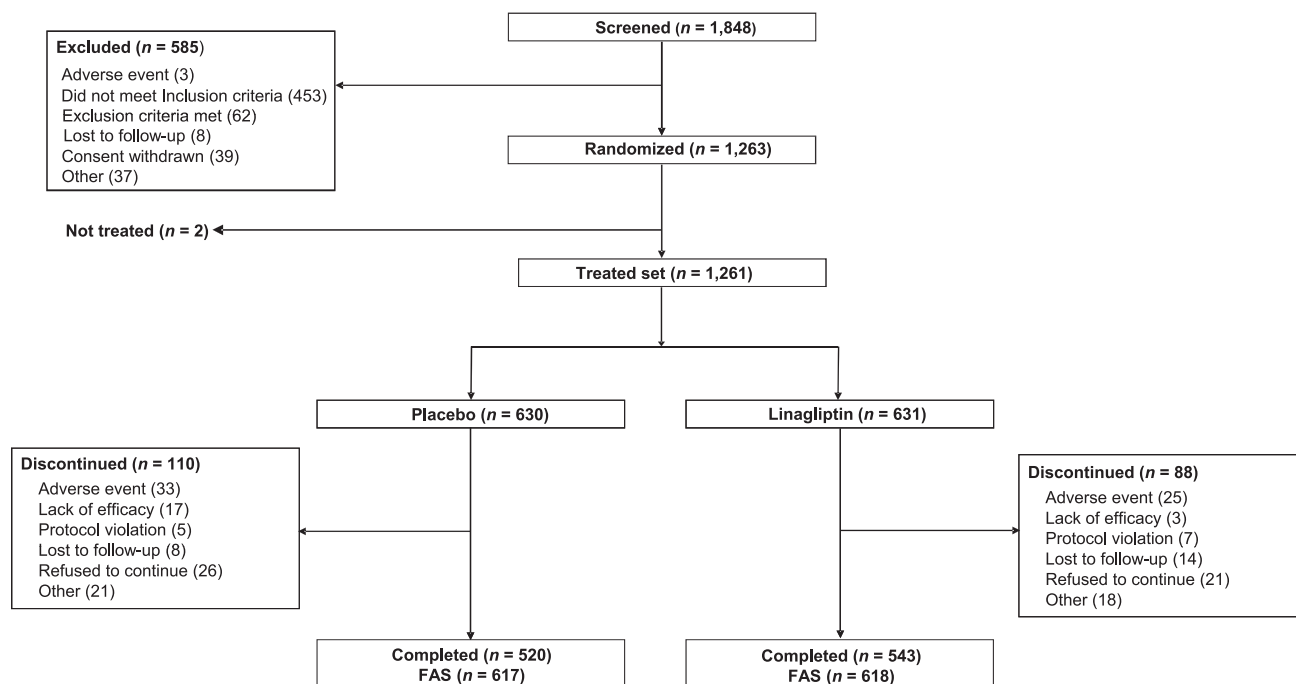 Screened (n = 1,848)
Excluded (n = 585)
Adverse event (3)
Did not meet Inclusion criteria (453)
Exclusion criteria met (62)
Lost to follow-up (8)
Consent withdrawn (39)
Other (37)
Randomized (n = 1,263)
Not treated (n = 2)
Treated set (n = 1,261)
Placebo (n = 630)
Linagliptin (n = 631)
Discontinued (n = 110)
Adverse event (33)
Lack of efficacy (17)
Protocol violation (5)
Lost to follow-up (8)
Refused to continue (26)
Other (21)
Discontinued (n = 88)
Adverse event (25)
Lack of efficacy (3)
Protocol violation (7)
Lost to follow-up (14)
Refused to continue (21)
Other (18)
Completed (n = 520)
FAS (n = 617)
Completed (n = 543)
FAS (n = 618)